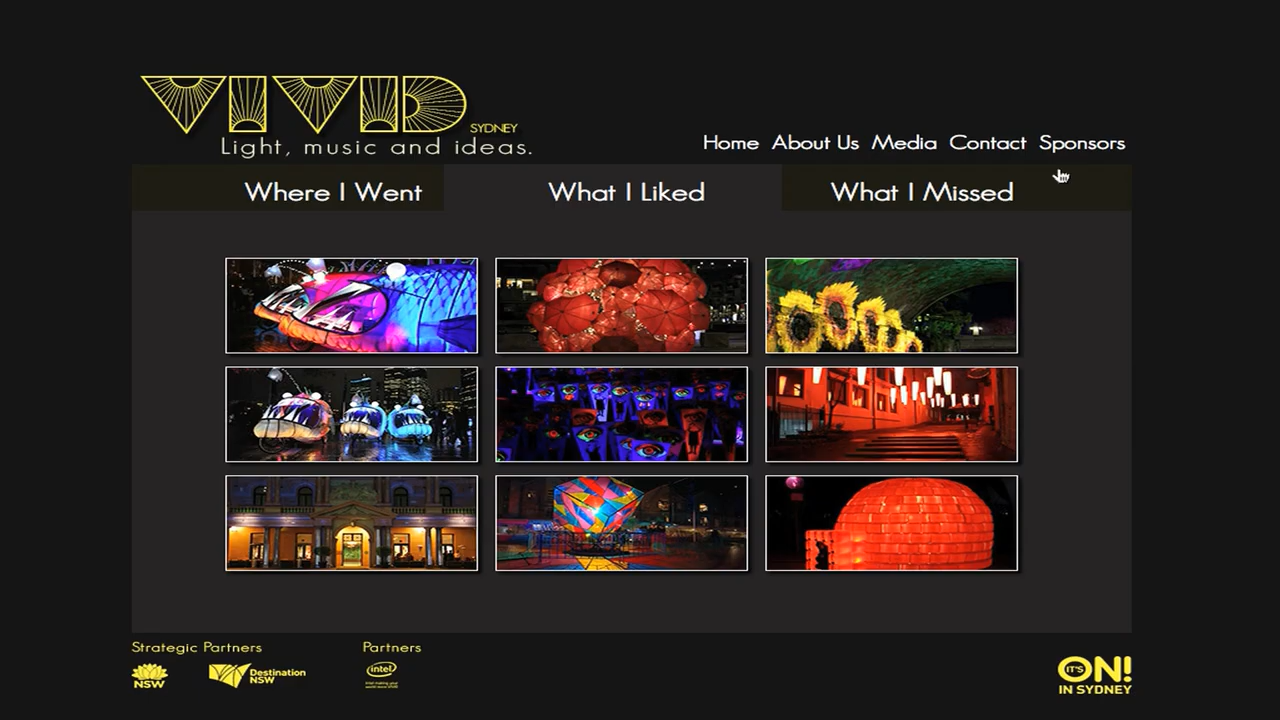 VIVID SYDNEY
Light, music and ideas.
Home About Us Media Contact Sponsors
Where I Went What I Liked What I Missed
Strategic Partners Partners
NSW
Destination
NSW
intel
IT'S ON!
IN SYDNEY